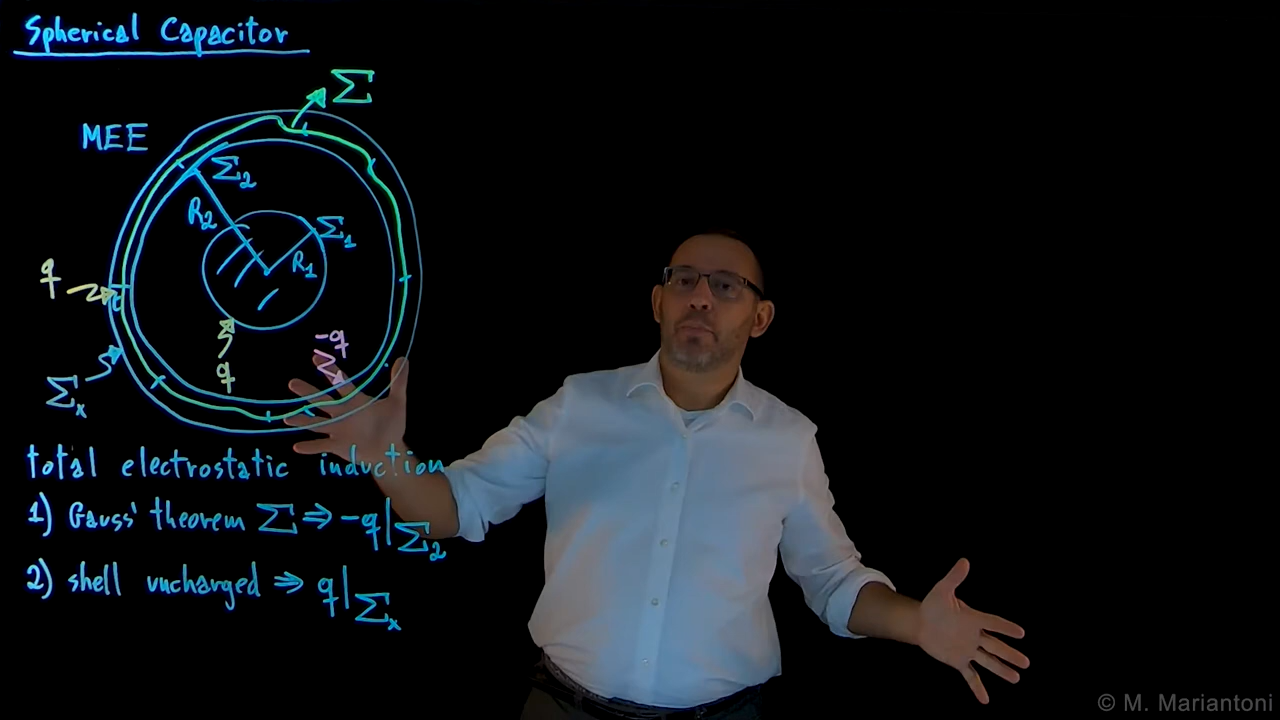 Spherical Capacitor
Σ
MEE
Σ₂
R₂
Σ₁
R₁
q
-q
q
Σₓ
total electrostatic induction
1) Gauss' theorem Σ ⇒ -q|Σ₂
2) shell uncharged ⇒ q|Σₓ
© M. Mariantoni